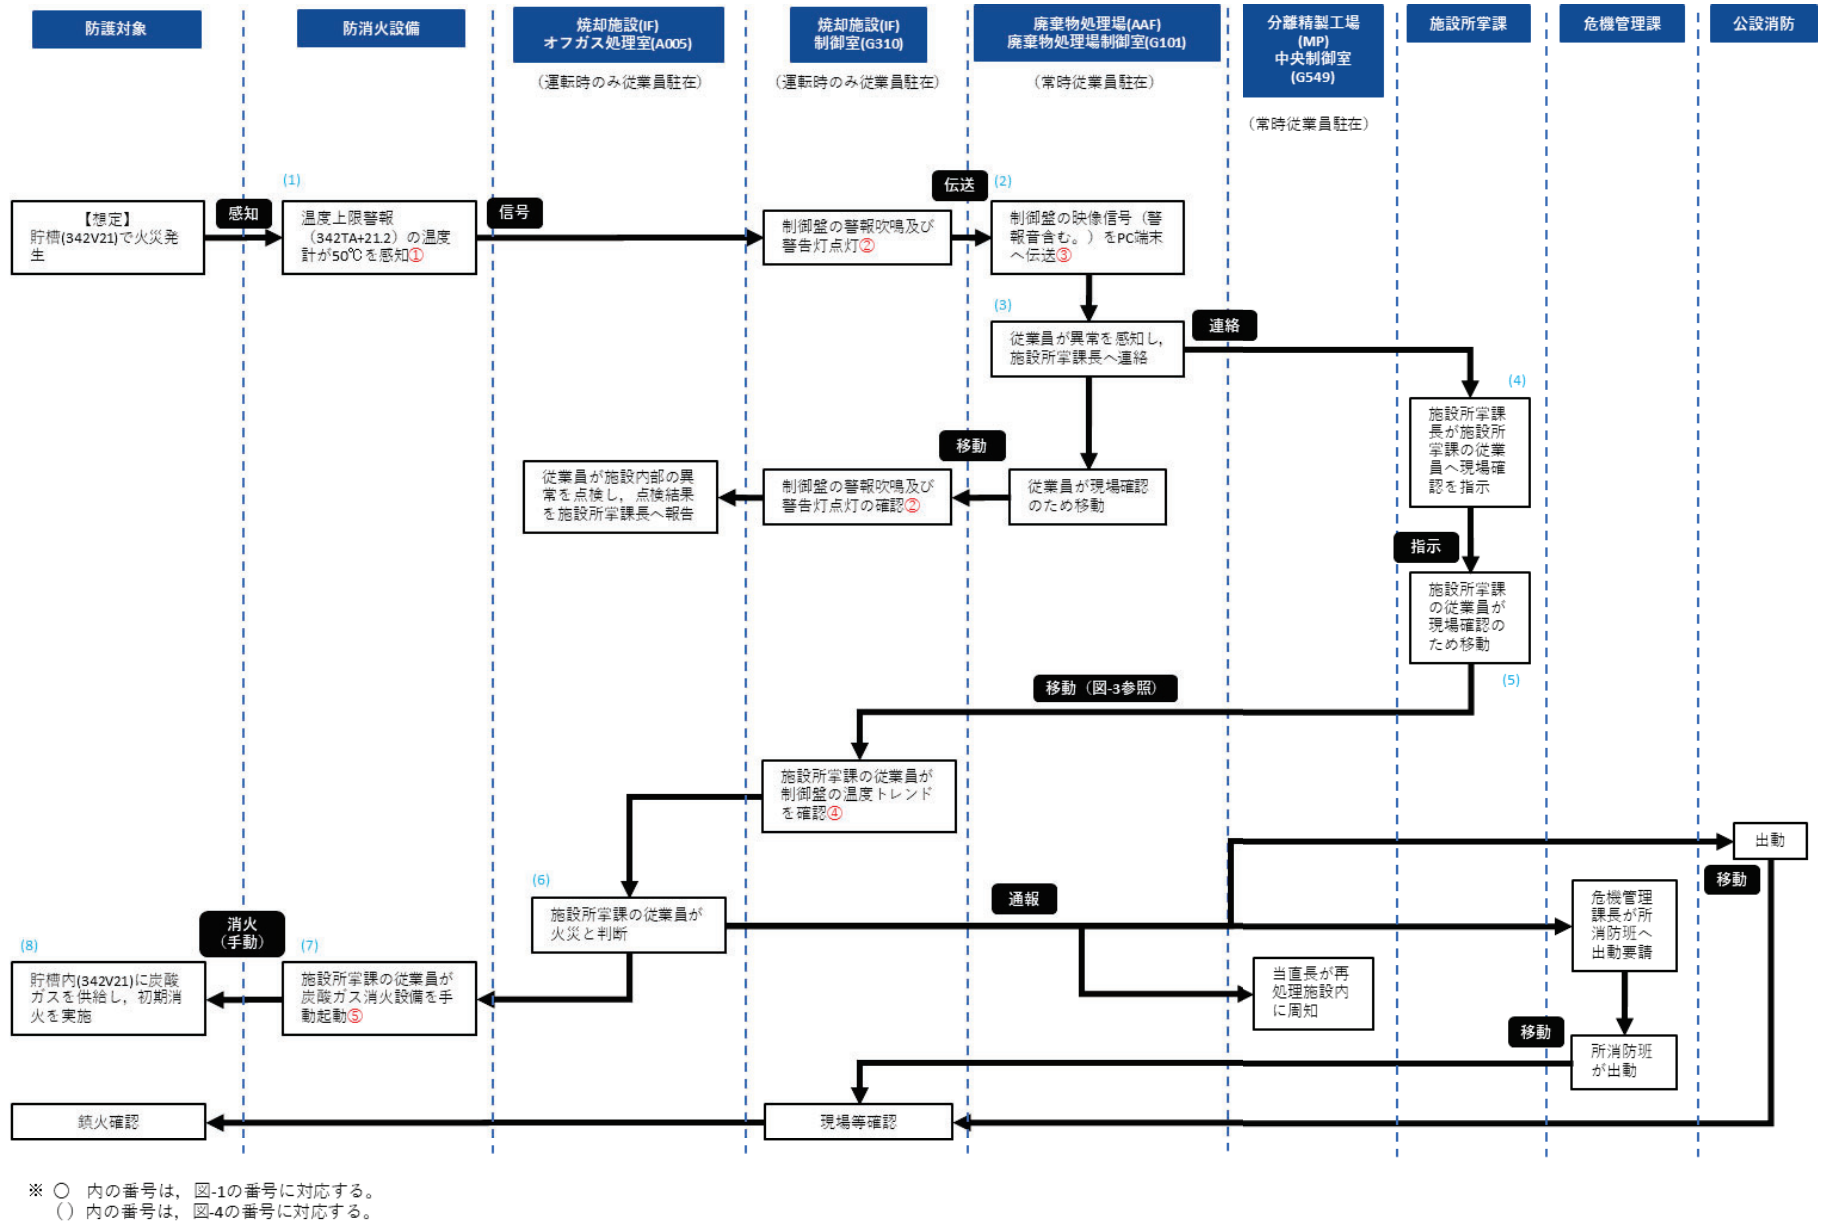 防護対象
防消火設備
焼却施設(IF)
オフガス処理室(A005)
焼却施設(IF)
制御室(G310)
廃棄物処理場(AAF)
廃棄物処理場制御室(G101)
分離精製工場
(MP)
中央制御室
(G549)
施設所掌課
危機管理課
公設消防
（運転時のみ従業員駐在）
（運転時のみ従業員駐在）
（常時従業員駐在）
（常時従業員駐在）
【想定】
貯槽(342V21)で火災発
生
感知
(1)
温度上限警報
（342TA+21.2）の温度
計が50℃を感知①
信号
制御盤の警報吹鳴及び
警告灯点灯②
伝送
(2)
制御盤の映像信号（警
報音含む。）をPC端末
へ伝送③
(3)
従業員が異常を感知し，
施設所掌課長へ連絡
連絡
(4)
施設所掌課
長が施設所
掌課の従業
員へ現場確
認を指示
移動
従業員が施設内部の異
常を点検し，点検結果
を施設所掌課長へ報告
制御盤の警報吹鳴及び
警告灯点灯の確認②
従業員が現場確認
のため移動
指示
施設所掌課
の従業員が
現場確認の
ため移動
(5)
移動（図-3参照）
施設所掌課の従業員が
制御盤の温度トレンド
を確認④
出動
移動
(6)
施設所掌課の従業員が
火災と判断
通報
危機管理
課長が所
消防班へ
出動要請
消火
（手動）
(8)
貯槽内(342V21)に炭酸
ガスを供給し，初期消
火を実施
(7)
施設所掌課の従業員が
炭酸ガス消火設備を手
動起動⑤
当直長が再
処理施設内
に周知
移動
所消防班
が出動
鎮火確認
現場等確認
※ ○ 内の番号は，図-1の番号に対応する。
（）内の番号は，図-4の番号に対応する。